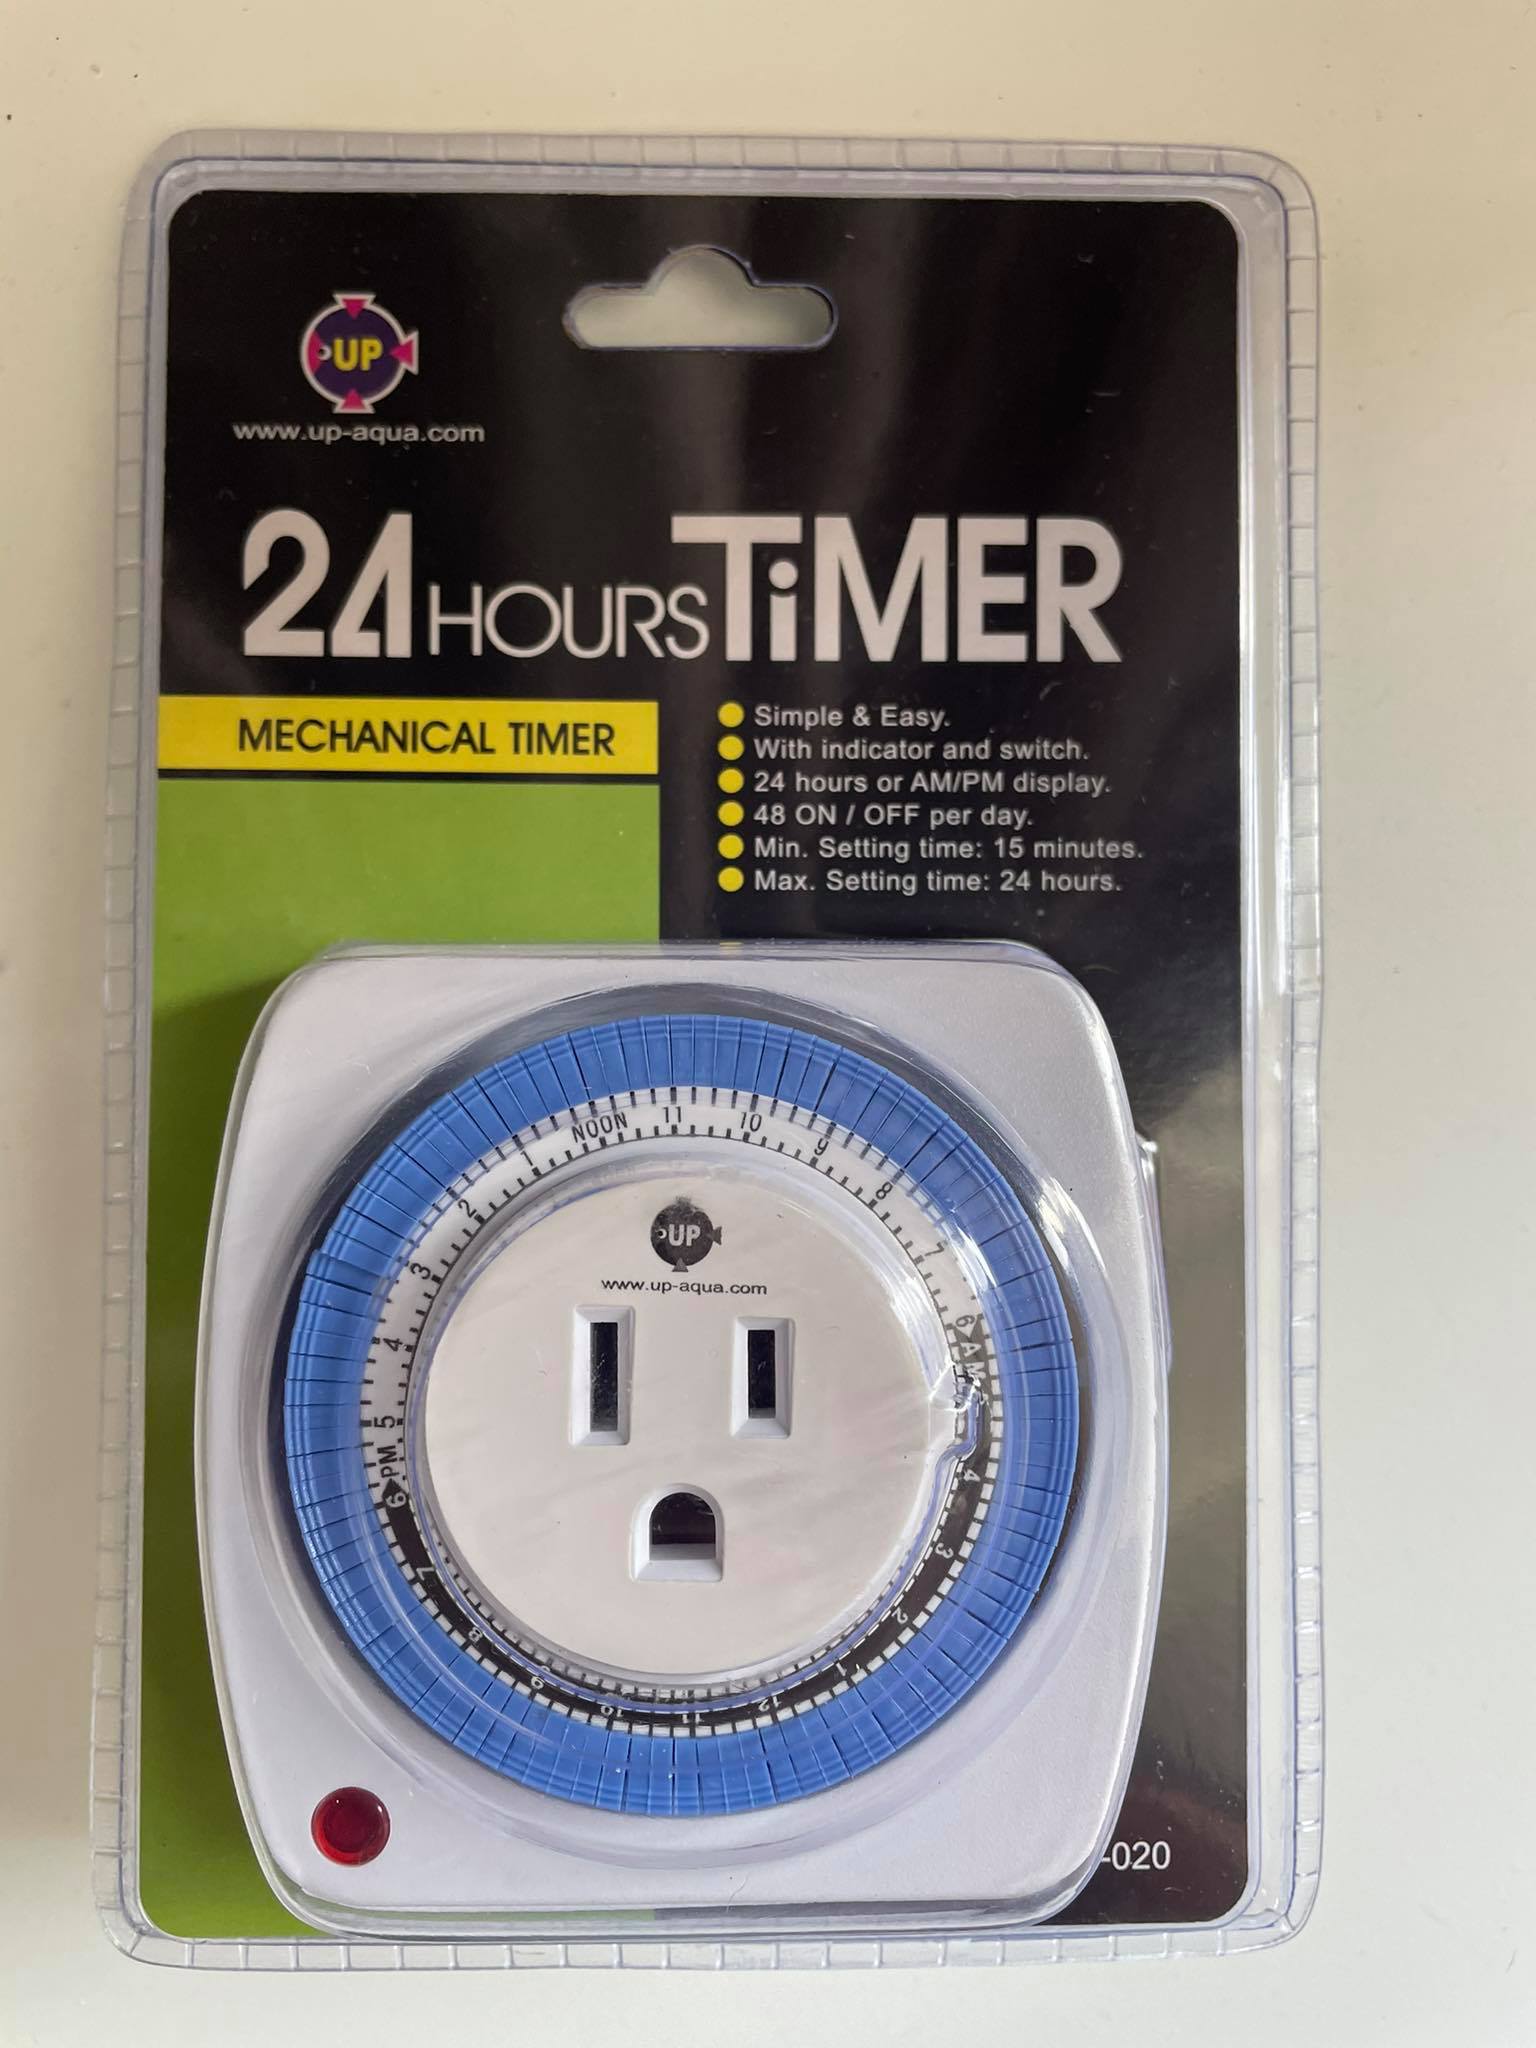 UP
www.up-aqua.com
24 HOURS TiMER
MECHANICAL TIMER
Simple & Easy.
With indicator and switch.
24 hours or AM/PM display.
48 ON / OFF per day.
Min. Setting time: 15 minutes.
Max. Setting time: 24 hours.
NOON 11 10 9 8 7 6 AM 4 3 2 1 12 11 10 9 8 7 6 PM 5 4 3 2 1
UP
www.up-aqua.com
-020